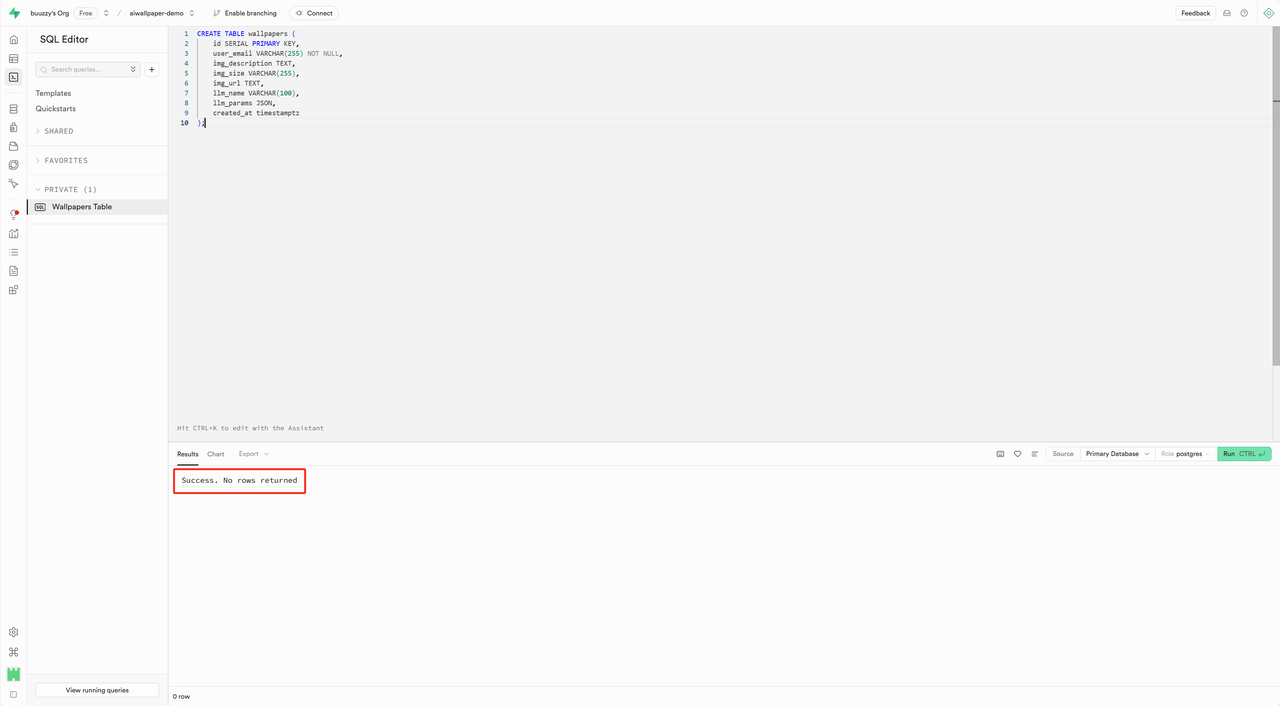 buuzzy's Org Free / aiwallpaper-demo Enable branching Connect Feedback
SQL Editor
Search queries...
Templates
Quickstarts
SHARED
FAVORITES
PRIVATE (1)
SQL Wallpapers Table
View running queries
1 CREATE TABLE wallpapers (
2 id SERIAL PRIMARY KEY,
3 user_email VARCHAR(255) NOT NULL,
4 img_description TEXT,
5 img_size VARCHAR(255),
6 img_url TEXT,
7 llm_name VARCHAR(100),
8 llm_params JSON,
9 created_at timestamptz
10 );
Hit CTRL+K to edit with the Assistant
Results Chart Export Source Primary Database Role postgres Run CTRL
Success. No rows returned
0 row